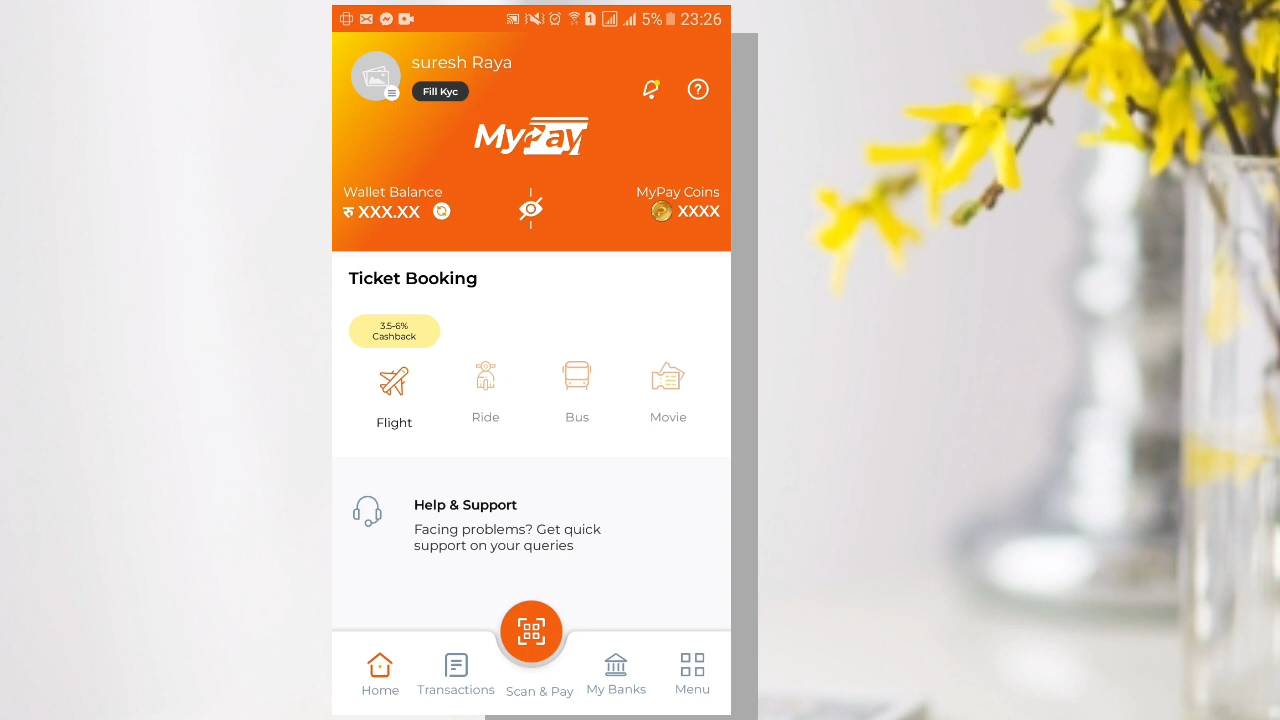 1
5%
23:26
suresh Raya
Fill Kyc
MyPay
Wallet Balance
MyPay Coins
रु XXX.XX
XXXX
Ticket Booking
3.5-6%
Cashback
Flight
Ride
Bus
Movie
Help & Support
Facing problems? Get quick
support on your queries
Home
Transactions
Scan & Pay
My Banks
Menu